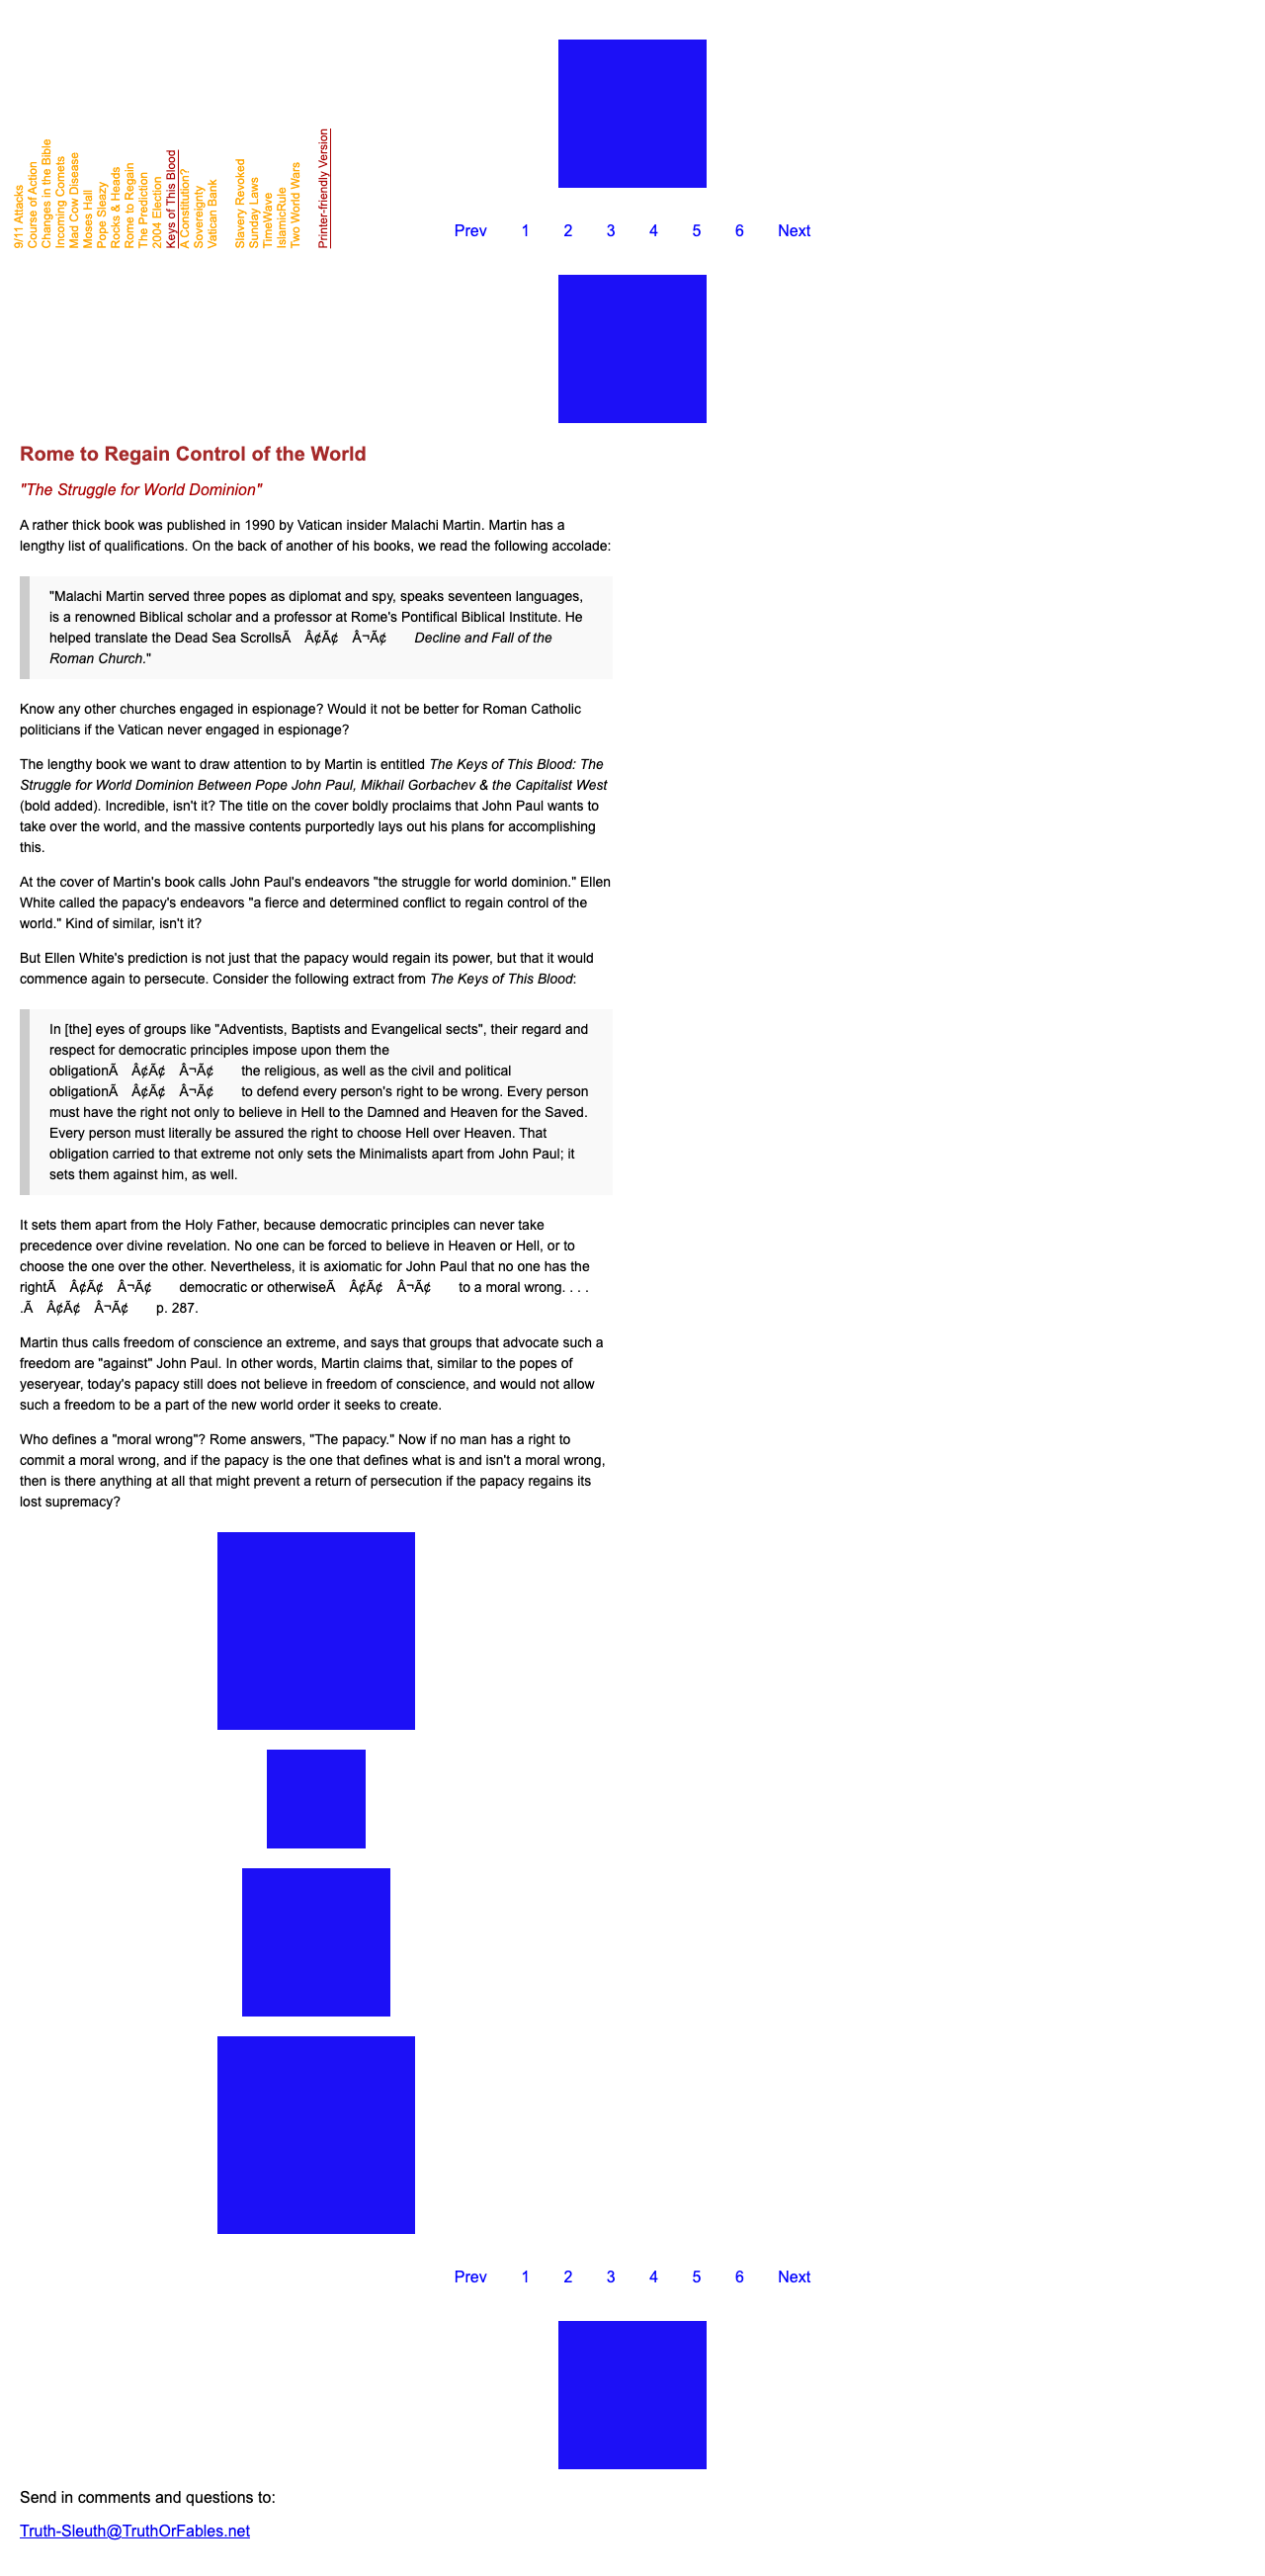 9/11 Attacks
Course of Action
Changes in the Bible
Incoming Comets
Mad Cow Disease
Moses Hall
Pope Sleazy
Rocks & Heads
Rome to Regain
The Prediction
2004 Election
Keys of This Blood
A Constitution?
Sovereignty
Vatican Bank
Slavery Revoked
Sunday Laws
TimeWave
IslamicRule
Two World Wars
Printer-friendly Version
Prev 1 2 3 4 5 6 Next
Rome to Regain Control of the World
"The Struggle for World Dominion"
A rather thick book was published in 1990 by Vatican insider Malachi Martin. Martin has a
lengthy list of qualifications. On the back of another of his books, we read the following accolade:
"Malachi Martin served three popes as diplomat and spy, speaks seventeen languages,
is a renowned Biblical scholar and a professor at Rome's Pontifical Biblical Institute. He
helped translate the Dead Sea ScrollsÃ Â¢Ã¢ Â¬Ã¢ Decline and Fall of the
Roman Church."
Know any other churches engaged in espionage? Would it not be better for Roman Catholic
politicians if the Vatican never engaged in espionage?
The lengthy book we want to draw attention to by Martin is entitled The Keys of This Blood: The
Struggle for World Dominion Between Pope John Paul, Mikhail Gorbachev & the Capitalist West
(bold added). Incredible, isn't it? The title on the cover boldly proclaims that John Paul wants to
take over the world, and the massive contents purportedly lays out his plans for accomplishing
this.
At the cover of Martin's book calls John Paul's endeavors "the struggle for world dominion." Ellen
White called the papacy's endeavors "a fierce and determined conflict to regain control of the
world." Kind of similar, isn't it?
But Ellen White's prediction is not just that the papacy would regain its power, but that it would
commence again to persecute. Consider the following extract from The Keys of This Blood:
In [the] eyes of groups like "Adventists, Baptists and Evangelical sects", their regard and
respect for democratic principles impose upon them the
obligationÃ Â¢Ã¢ Â¬Ã¢ the religious, as well as the civil and political
obligationÃ Â¢Ã¢ Â¬Ã¢ to defend every person's right to be wrong. Every person
must have the right not only to believe in Hell to the Damned and Heaven for the Saved.
Every person must literally be assured the right to choose Hell over Heaven. That
obligation carried to that extreme not only sets the Minimalists apart from John Paul; it
sets them against him, as well.
It sets them apart from the Holy Father, because democratic principles can never take
precedence over divine revelation. No one can be forced to believe in Heaven or Hell, or to
choose the one over the other. Nevertheless, it is axiomatic for John Paul that no one has the
rightÃ Â¢Ã¢ Â¬Ã¢ democratic or otherwiseÃ Â¢Ã¢ Â¬Ã¢ to a moral wrong. . . .
.Ã Â¢Ã¢ Â¬Ã¢ p. 287.
Martin thus calls freedom of conscience an extreme, and says that groups that advocate such a
freedom are "against" John Paul. In other words, Martin claims that, similar to the popes of
yeseryear, today's papacy still does not believe in freedom of conscience, and would not allow
such a freedom to be a part of the new world order it seeks to create.
Who defines a "moral wrong"? Rome answers, "The papacy." Now if no man has a right to
commit a moral wrong, and if the papacy is the one that defines what is and isn't a moral wrong,
then is there anything at all that might prevent a return of persecution if the papacy regains its
lost supremacy?
Prev 1 2 3 4 5 6 Next
Send in comments and questions to:
Truth-Sleuth@TruthOrFables.net